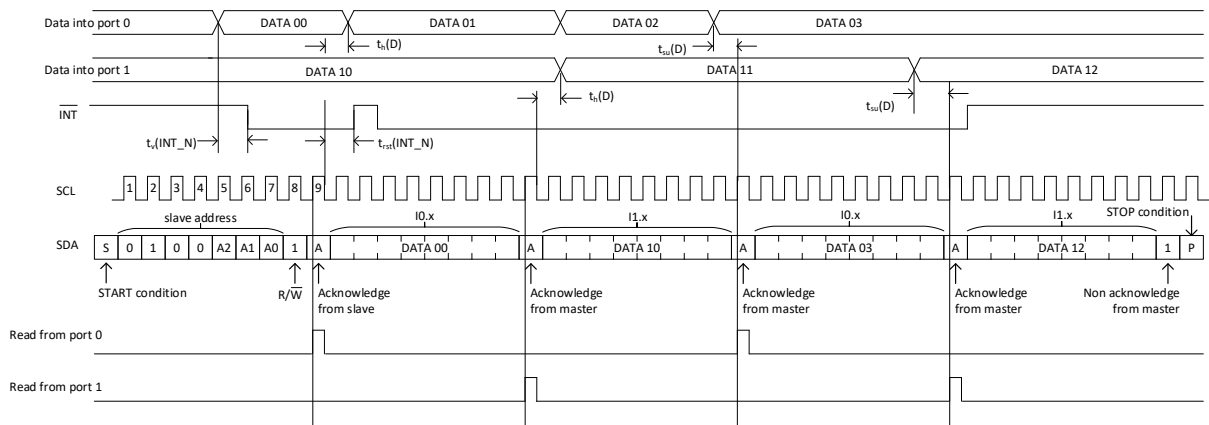 Data into port 0 DATA 00 DATA 01 DATA 02 DATA 03
tₕ(D) tₛᵤ(D)
Data into port 1 DATA 10 DATA 11 DATA 12
tₕ(D) tₛᵤ(D)
INT
tᵥ(INT_N) tᵣₛₜ(INT_N)
SCL 1 2 3 4 5 6 7 8 9
slave address I0.x I1.x I0.x I1.x STOP condition
SDA S 0 1 0 0 A2 A1 A0 1 A DATA 00 A DATA 10 A DATA 03 A DATA 12 1 P
START condition R/W Acknowledge from slave Acknowledge from master Acknowledge from master Acknowledge from master Non acknowledge from master
Read from port 0
Read from port 1